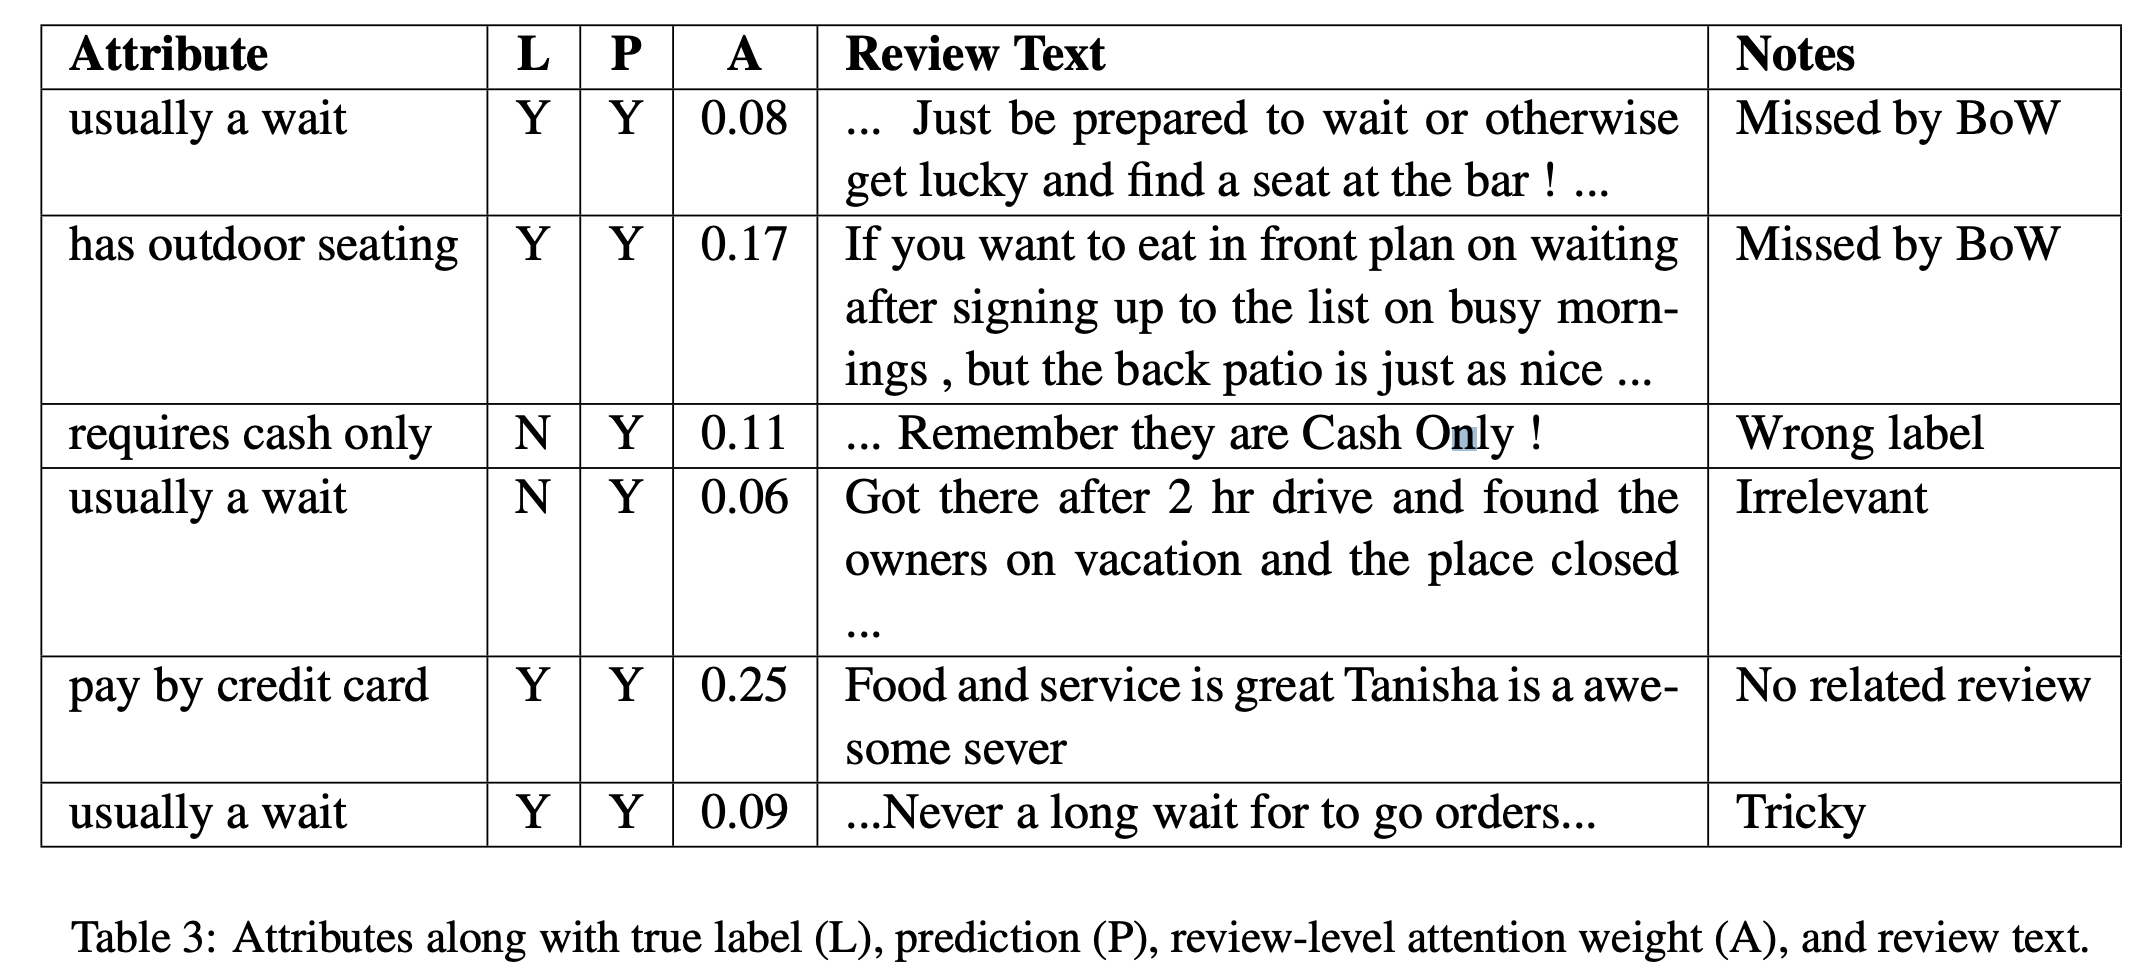 Attribute L P A Review Text Notes
usually a wait Y Y 0.08 ... Just be prepared to wait or otherwise Missed by BoW
get lucky and find a seat at the bar ! ...
has outdoor seating Y Y 0.17 If you want to eat in front plan on waiting Missed by BoW
after signing up to the list on busy morn-
ings , but the back patio is just as nice ...
requires cash only N Y 0.11 ... Remember they are Cash Only ! Wrong label
usually a wait N Y 0.06 Got there after 2 hr drive and found the Irrelevant
owners on vacation and the place closed
...
pay by credit card Y Y 0.25 Food and service is great Tanisha is a awe- No related review
some sever
usually a wait Y Y 0.09 ...Never a long wait for to go orders... Tricky
Table 3: Attributes along with true label (L), prediction (P), review-level attention weight (A), and review text.